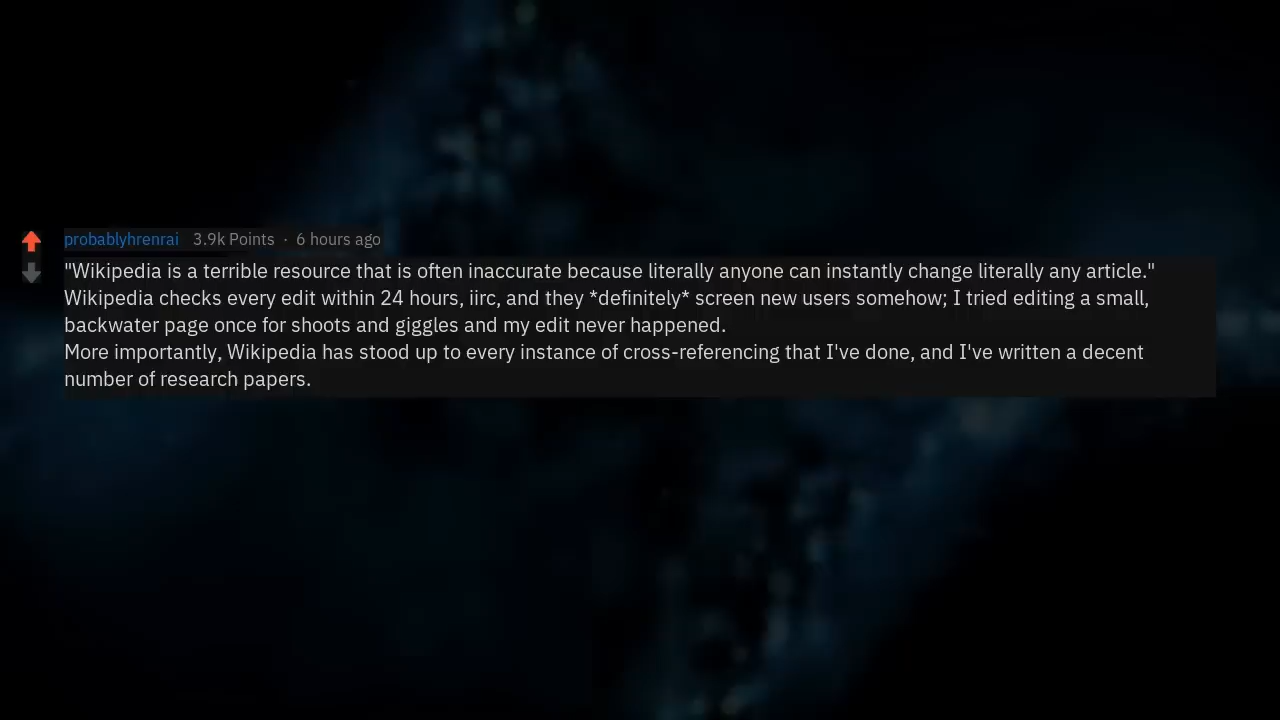 probablyhrenrai 3.9k Points · 6 hours ago
"Wikipedia is a terrible resource that is often inaccurate because literally anyone can instantly change literally any article."
Wikipedia checks every edit within 24 hours, iirc, and they *definitely* screen new users somehow; I tried editing a small,
backwater page once for shoots and giggles and my edit never happened.
More importantly, Wikipedia has stood up to every instance of cross-referencing that I've done, and I've written a decent
number of research papers.